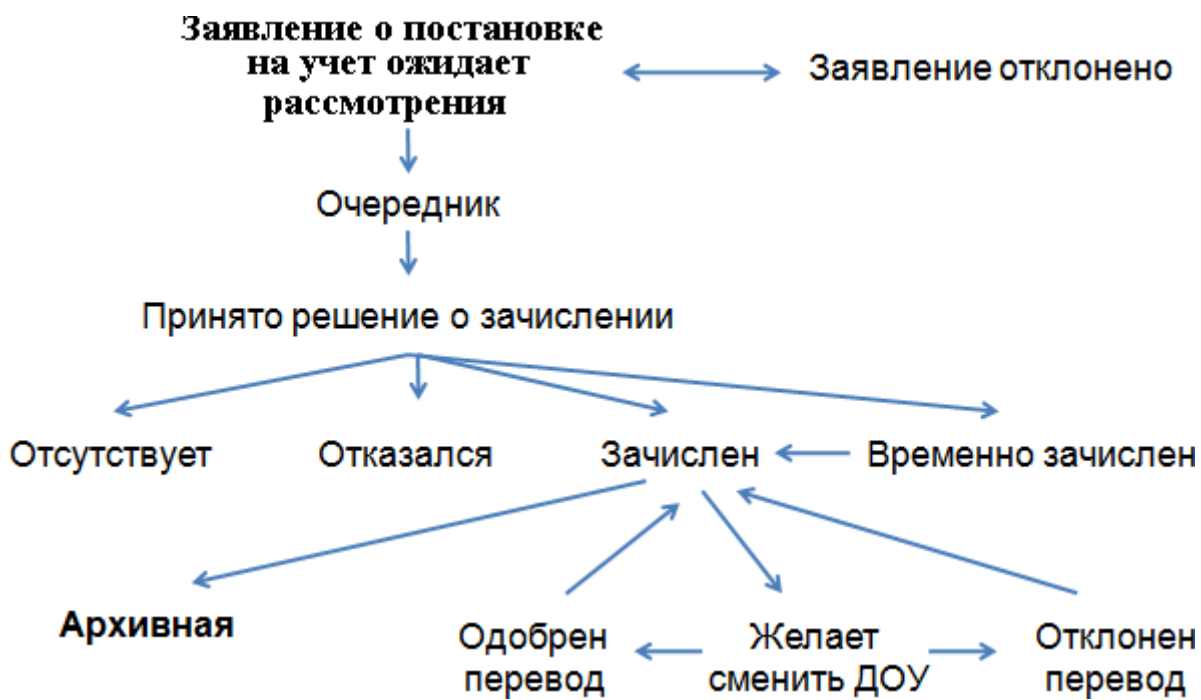 Заявление о постановке
на учет ожидает
рассмотрения
Заявление отклонено
Очередник
Принято решение о зачислении
Отсутствует
Отказался
Зачислен
Временно зачислен
Архивная
Одобрен
перевод
Желает
сменить ДОУ
Отклонен
перевод